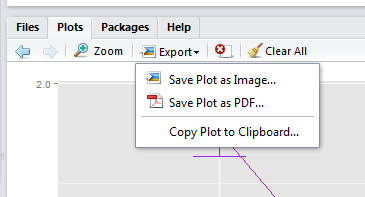 Files Plots Packages Help
Zoom Export Clear All
Save Plot as Image...
2.0
Save Plot as PDF...
Copy Plot to Clipboard...